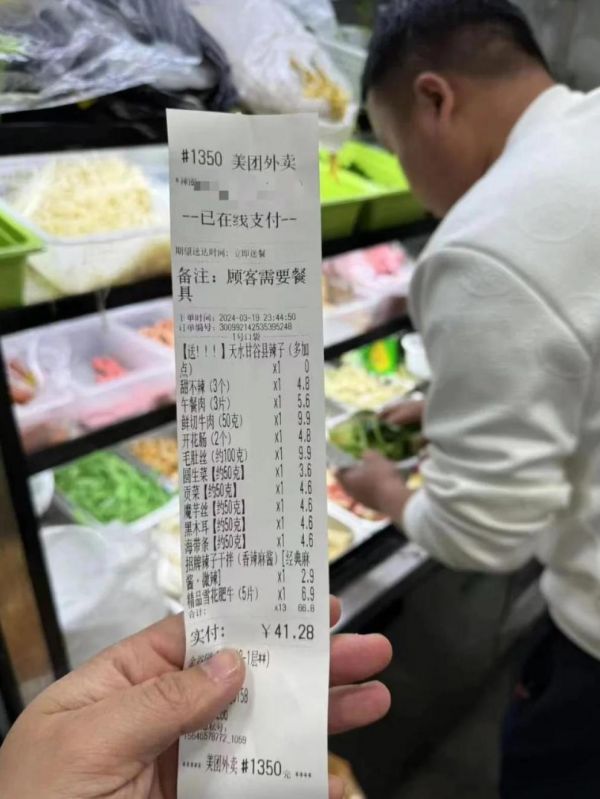 #1350 美团外卖
--已在线支付--
期望送达时间: 立即送餐
备注: 顾客需要餐
具
下单时间: 2024-03-19 23:44:50
订单编号: 300992142535395248
1号口袋
【送!!!】天水甘谷县辣子(多加
点) x1 0
甜不辣(3个) x1 4.8
午餐肉(3片) x1 5.6
鲜切牛肉(50克) x1 9.9
开花肠(2个) x1 4.8
毛肚丝(约100克) x1 9.9
圆生菜【约50克】 x1 3.6
贡菜【约50克】 x1 4.6
魔芋丝【约50克】 x1 4.6
黑木耳【约50克】 x1 4.6
海带条【约50克】 x1 4.6
招牌辣子干拌(香辣麻酱)[经典麻
酱·微辣] x1 2.9
精品雪花肥牛(5片) x1 6.9
合计: x13 66.8
实付: ￥41.28
-1层##)
15646578772_1059
***** 美团外卖 #1350元 ****